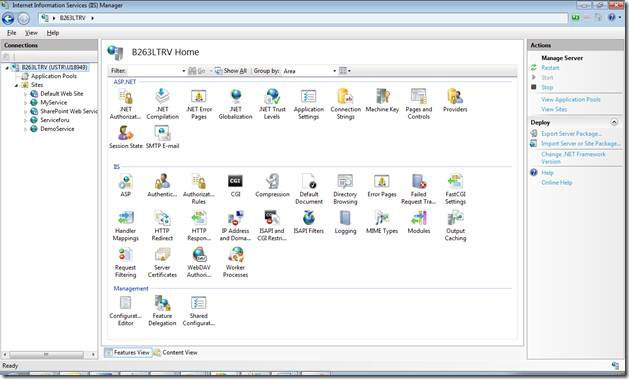 Internet Information Services (IIS) Manager
B263LTRV
File View Help
Connections
B263LTRV (USTR\US8949)
Application Pools
Sites
Default Web Site
MyService
SharePoint Web Servic
Serviceforu
DemoService
B263LTRV Home
Filter: Go Show All Group by: Area
ASP.NET
.NET Authorizat... .NET Compilation .NET Error Pages .NET Globalization .NET Trust Levels Application Settings Connection Strings Machine Key Pages and Controls Providers
Session State SMTP E-mail
IIS
ASP Authentic... Authorizat... Rules CGI Compression Default Document Directory Browsing Error Pages Failed Request Tra... FastCGI Settings
Handler Mappings HTTP Redirect HTTP Respon... IP Address and Doma... ISAPI and CGI Restri... ISAPI Filters Logging MIME Types Modules Output Caching
Request Filtering Server Certificates WebDAV Authori... Worker Processes
Management
Configurat... Editor Feature Delegation Shared Configurat...
Features View Content View
Actions
Manage Server
Restart
Start
Stop
View Application Pools
View Sites
Deploy
Export Server Package...
Import Server or Site Package...
Change .NET Framework Version
Help
Online Help
Ready